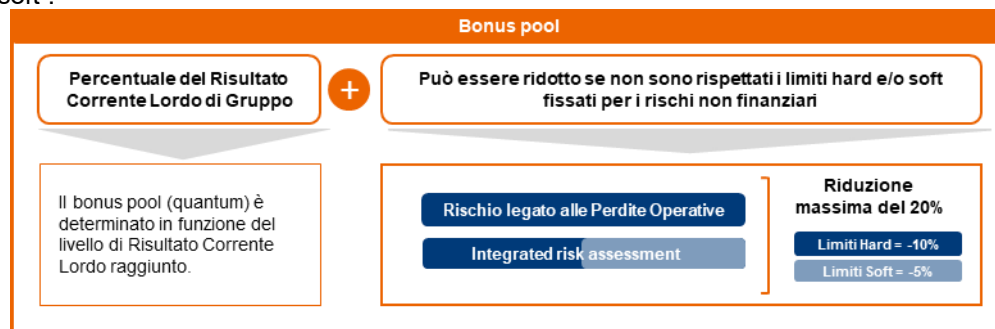 Bonus pool
Percentuale del Risultato
Corrente Lordo di Gruppo
+
Può essere ridotto se non sono rispettati i limiti hard e/o soft
fissati per i rischi non finanziari
Il bonus pool (quantum) è
determinato in funzione del
livello di Risultato Corrente
Lordo raggiunto.
Rischio legato alle Perdite Operative
Integrated risk assessment
Riduzione
massima del 20%
Limiti Hard = -10%
Limiti Soft = -5%